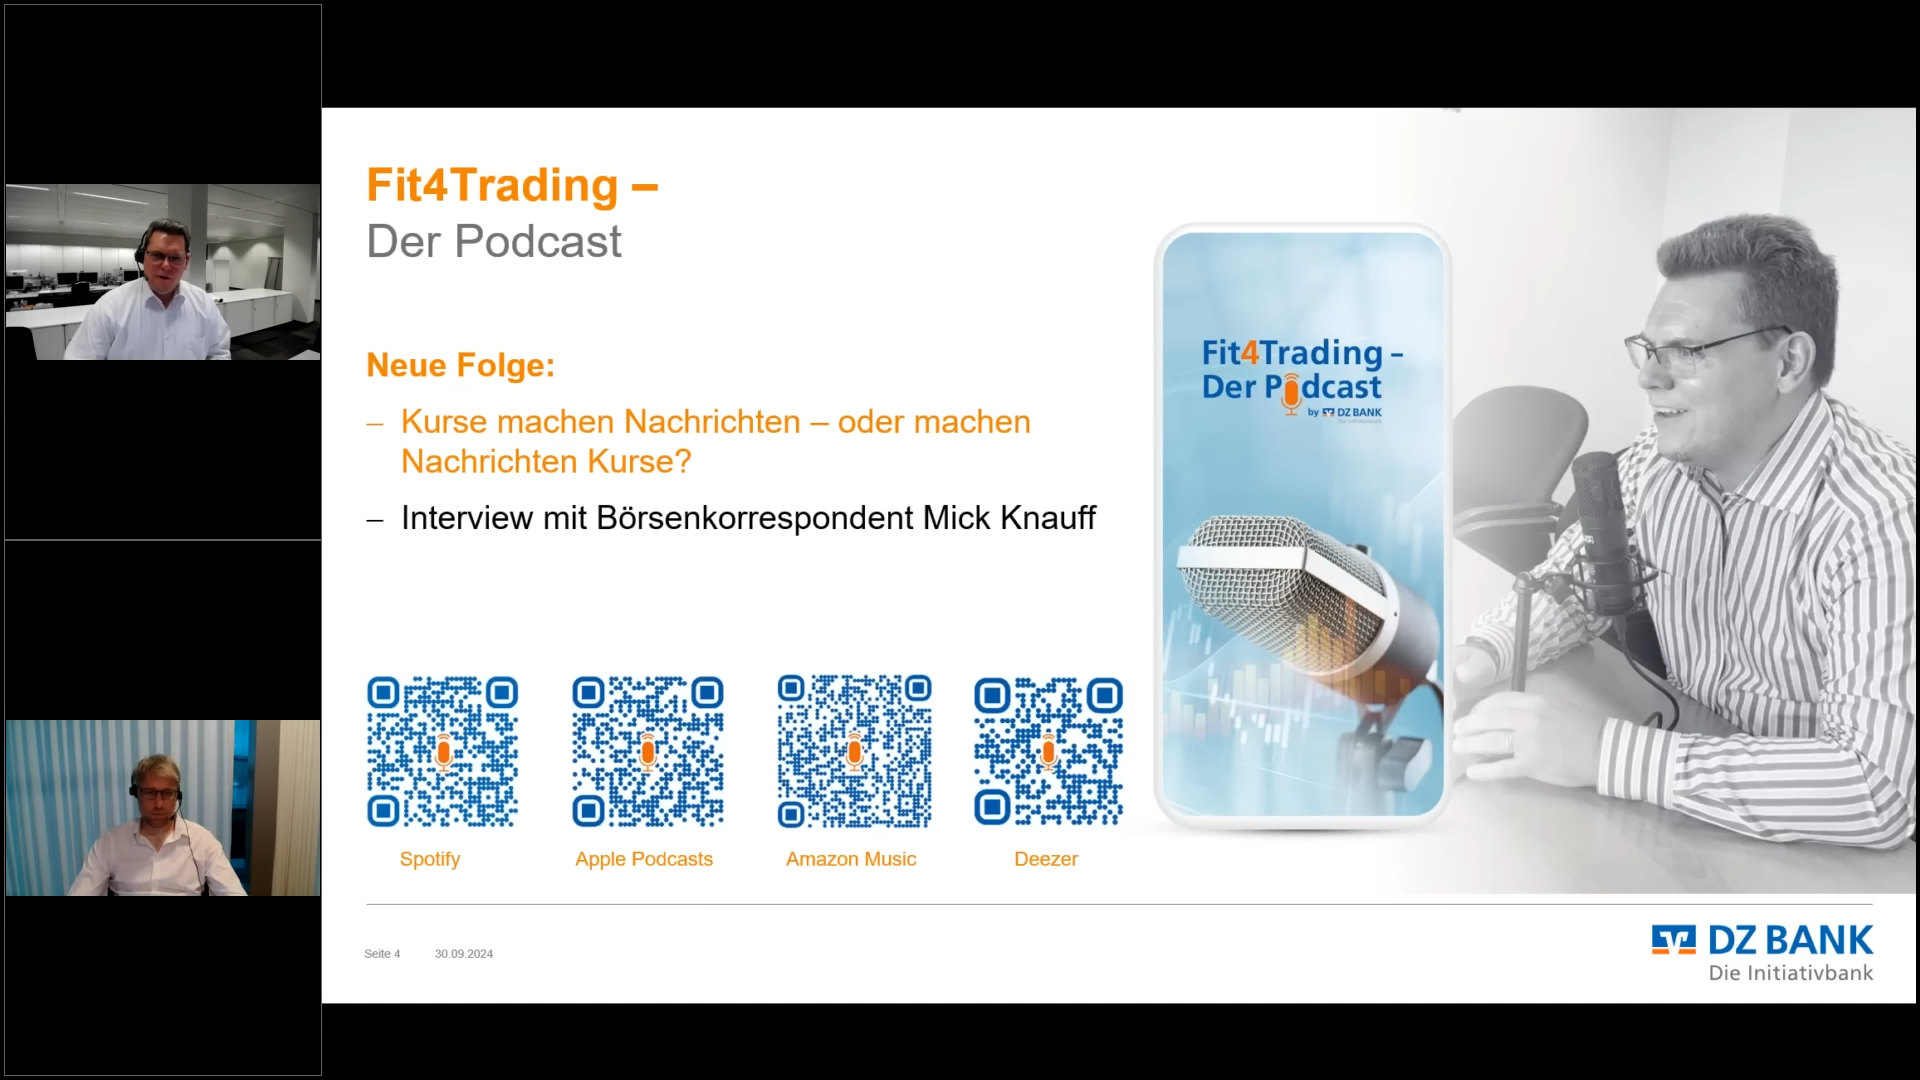 Fit4Trading –
Der Podcast
Neue Folge:
– Kurse machen Nachrichten – oder machen
Nachrichten Kurse?
– Interview mit Börsenkorrespondent Mick Knauff
Fit4Trading –
Der Podcast
by DZ BANK
Die Initiativbank
Spotify
Apple Podcasts
Amazon Music
Deezer
Seite 4
30.09.2024
DZ BANK
Die Initiativbank